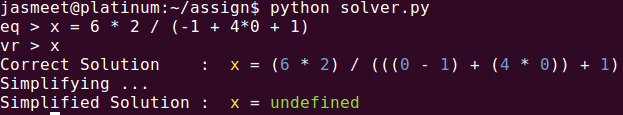 jasmeet@platinum:~/assign$ python solver.py
eq > x = 6 * 2 / (-1 + 4*0 + 1)
vr > x
Correct Solution    :  x = (6 * 2) / (((0 - 1) + (4 * 0)) + 1)
Simplifying ...
Simplified Solution :  x = undefined